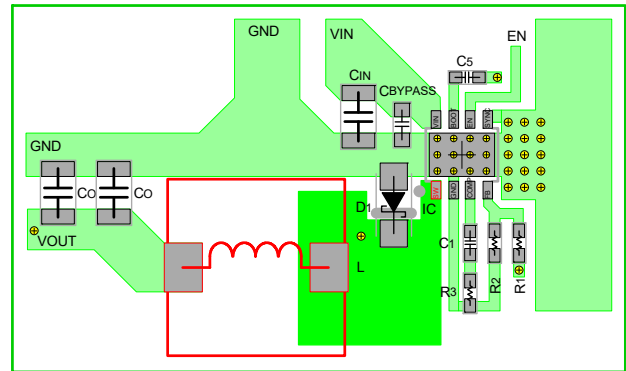 GND
VIN
EN
C5
CIN
CBYPASS
VIN
BOOT
EN
SYNC
GND
CO
CO
D1
IC
SW
GND
COMP
FB
VOUT
L
C1
R3
R2
R1